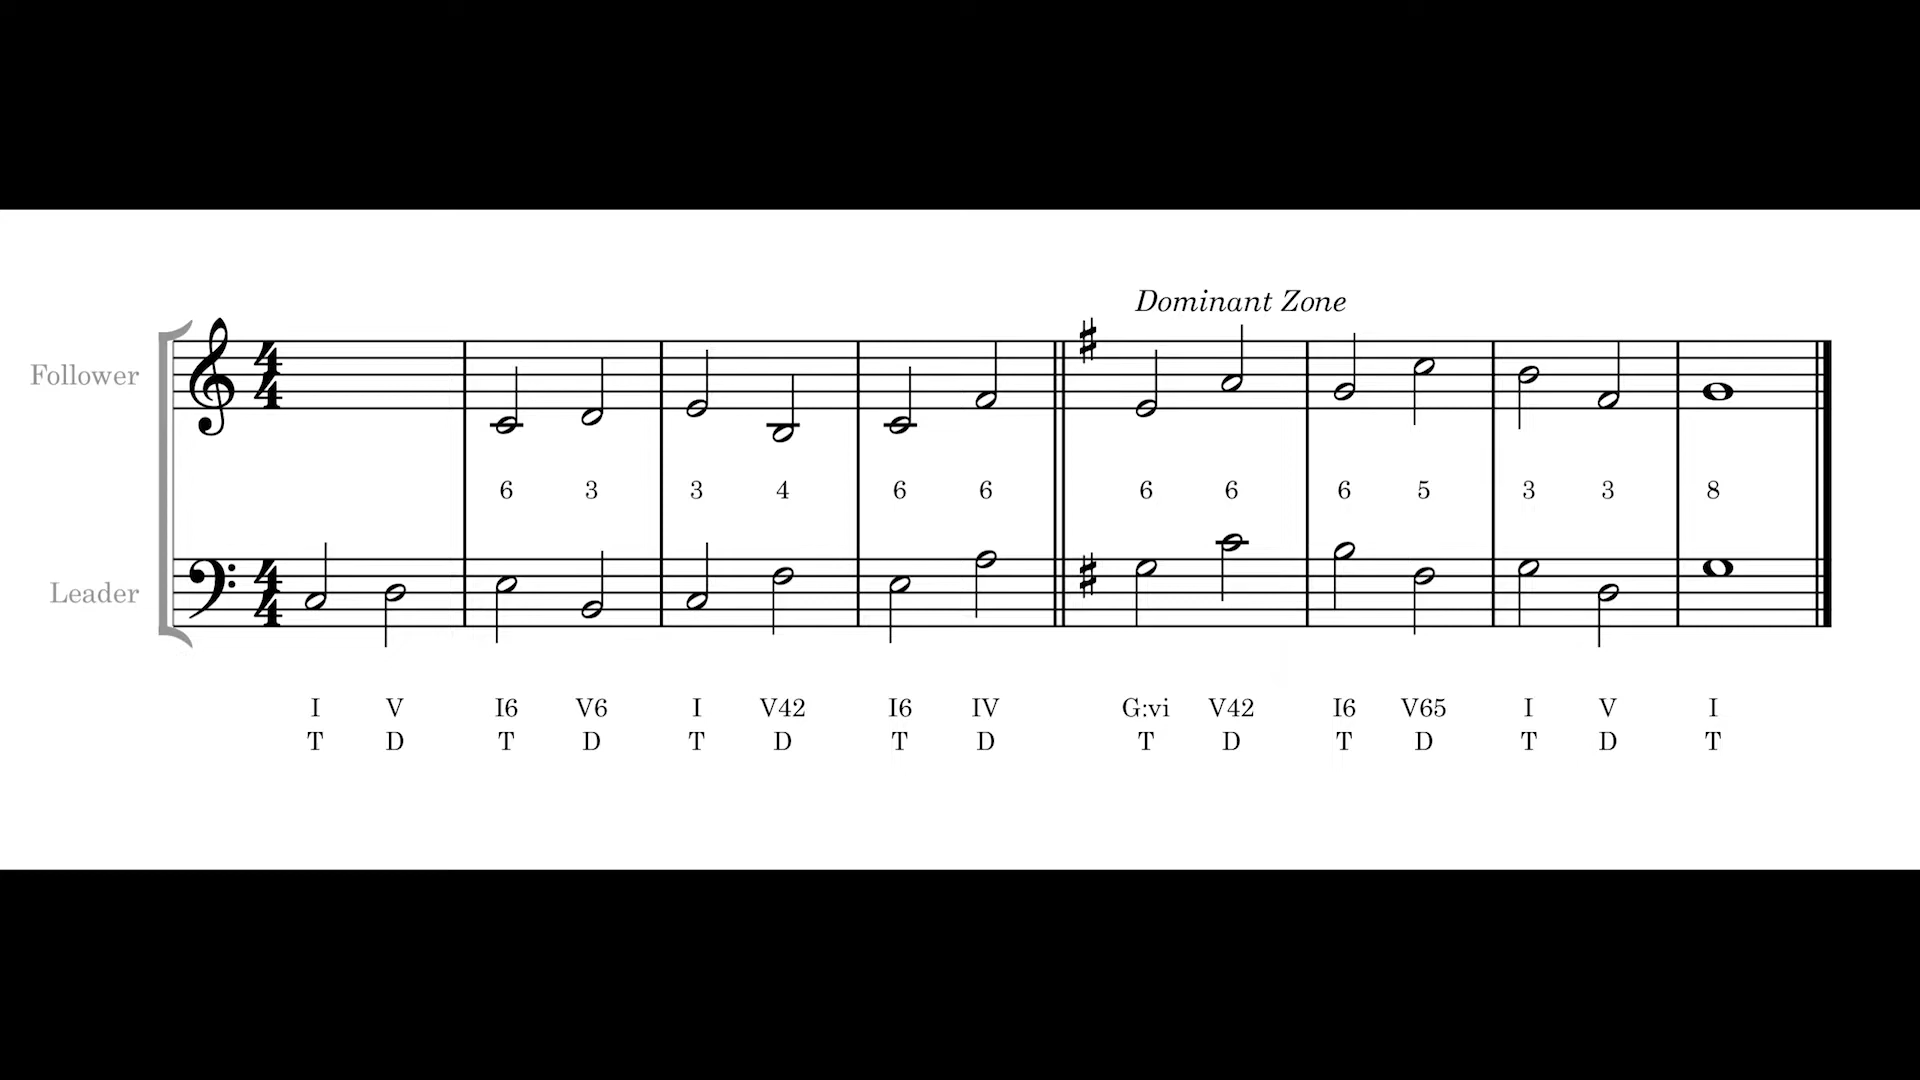 Dominant Zone
Follower
6 3 3 4 6 6 6 6 6 5 3 3 8
Leader
I V I6 V6 I V42 I6 IV G:vi V42 I6 V65 I V I
T D T D T D T D T D T D T D T